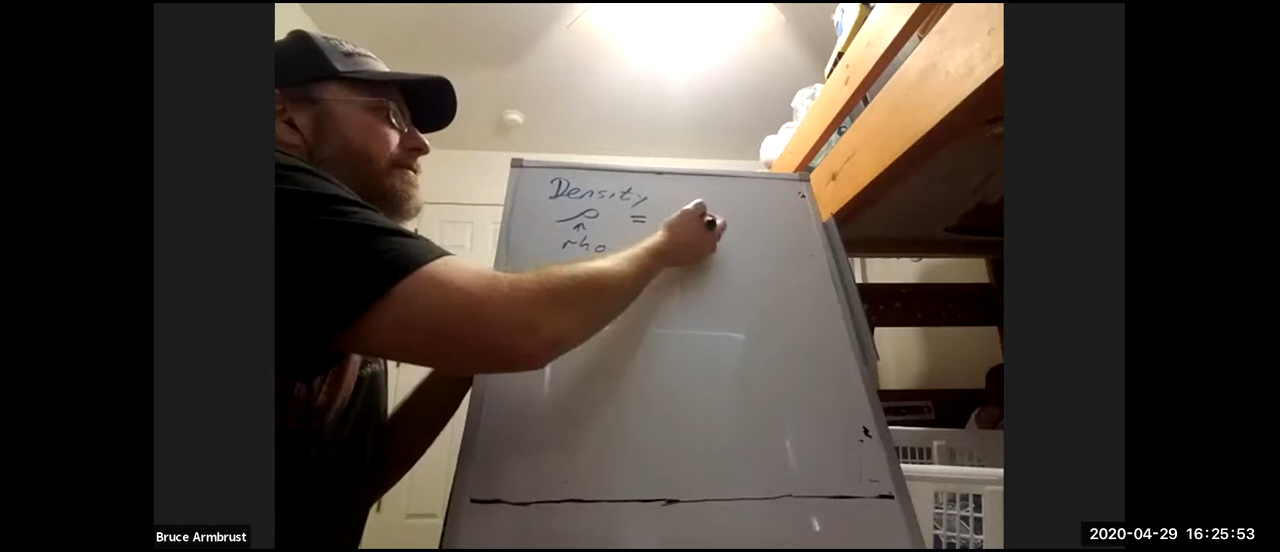 Density
ρ =
↑
rho
Bruce Armbrust
2020-04-29 16:25:53